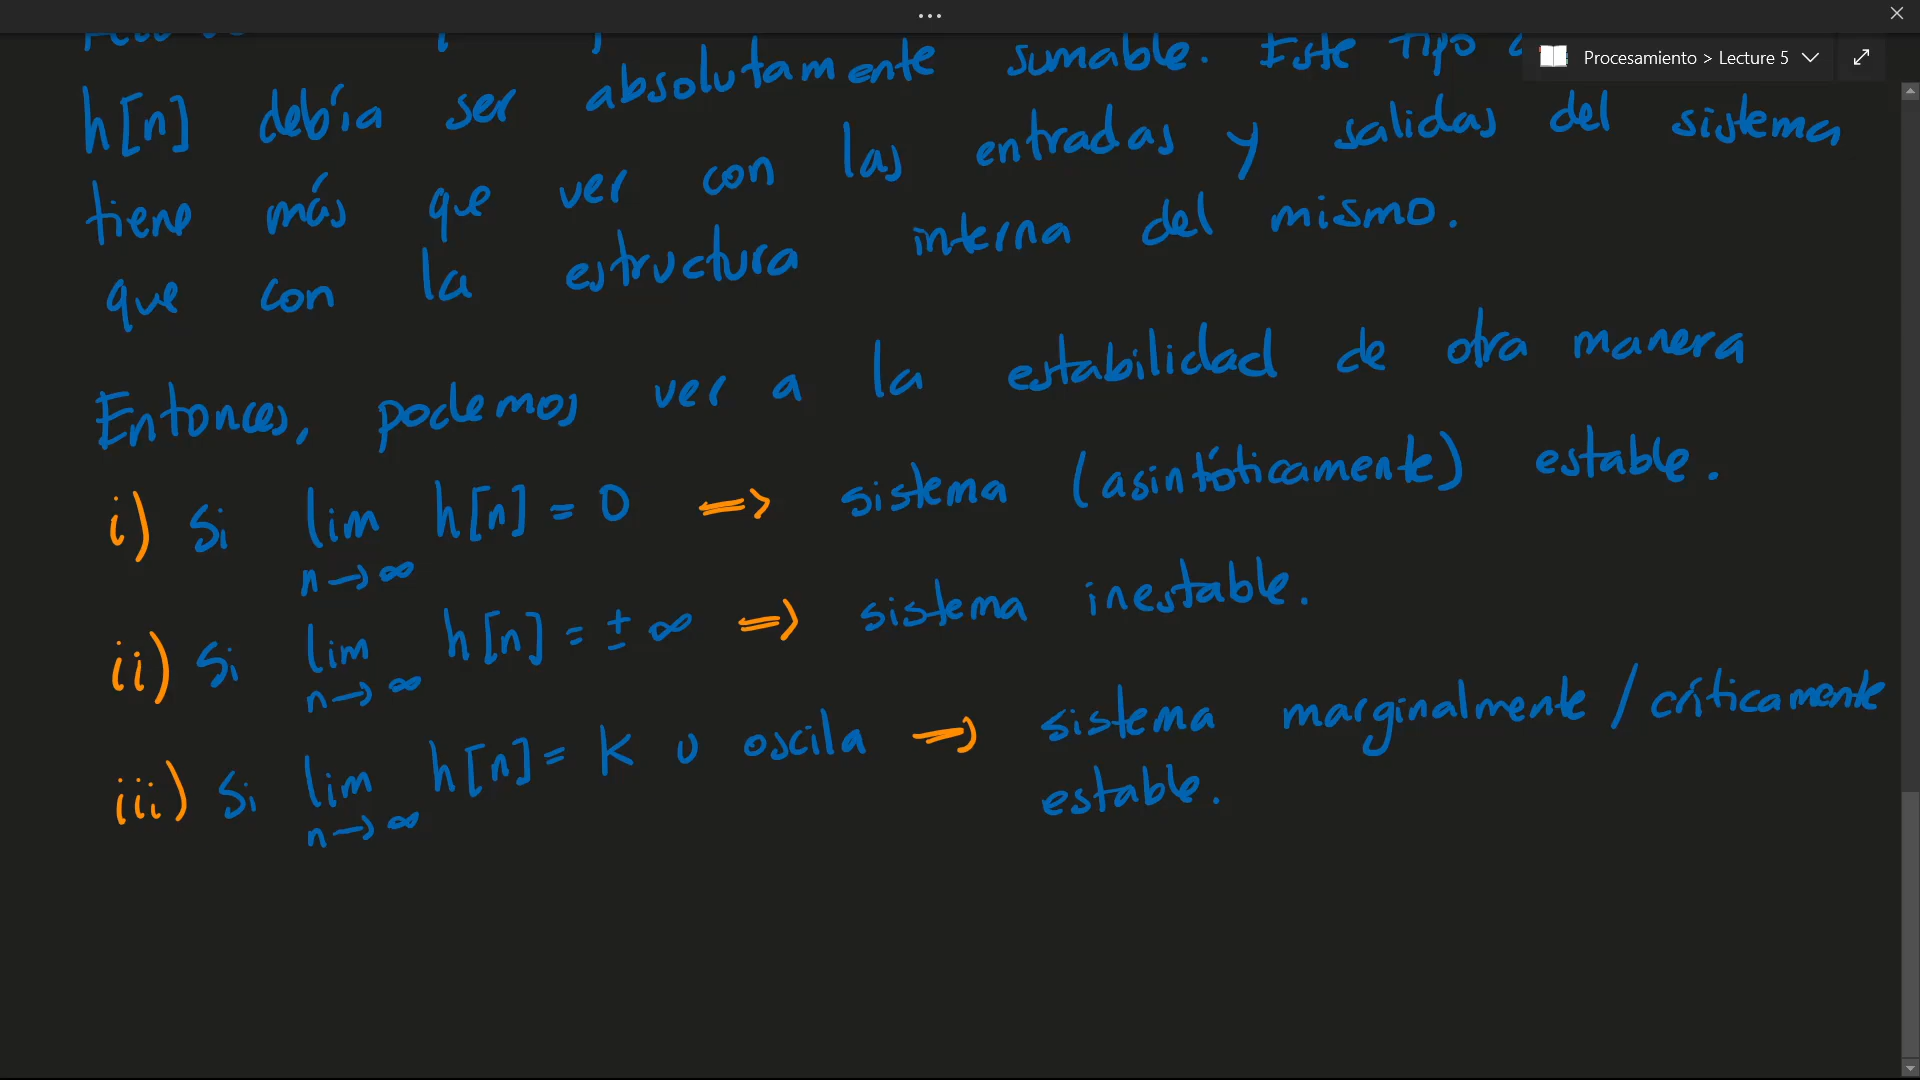 absolutamente sumable. Este tipo
Procesamiento > Lecture 5
h[n] debía ser
tiene más que ver con las entradas y salidas del sistema
que con la estructura interna del mismo.
Entonces, podemos ver a la estabilidad de otra manera
i) Si lim h[n] = 0 ⟹ sistema (asintóticamente) estable.
n→∞
ii) Si lim h[n] = ± ∞ ⟹ sistema inestable.
n→∞
iii) Si lim h[n] = K u oscila ⟹ sistema marginalmente / críticamente
n→∞ estable.